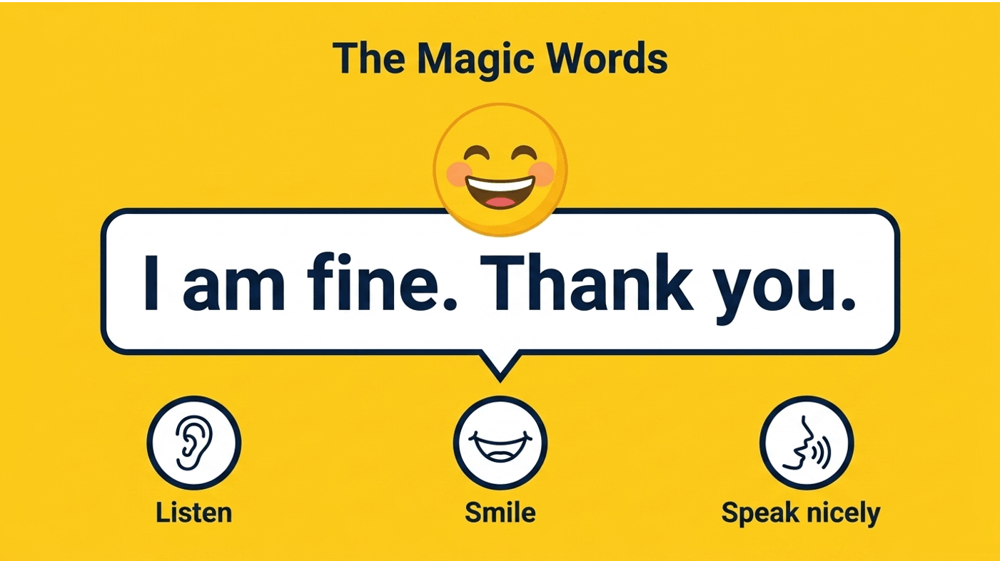 The Magic Words
I am fine. Thank you.
Listen
Smile
Speak nicely